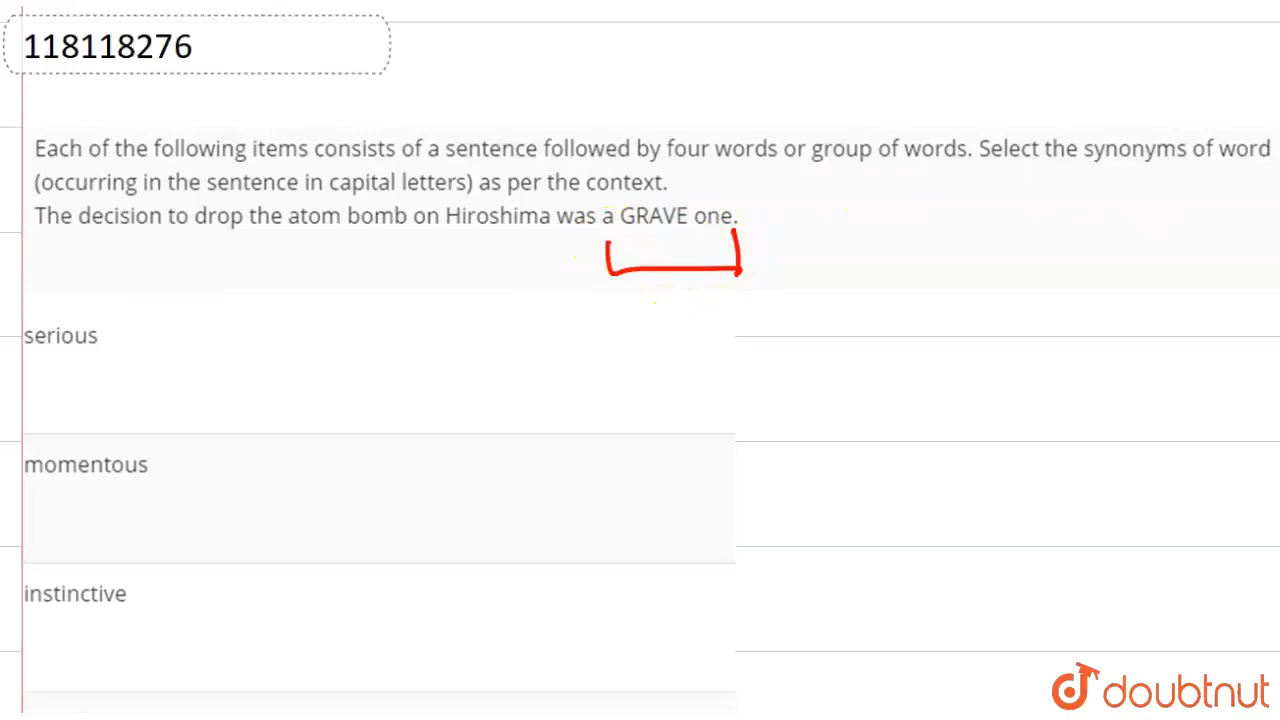 118118276
Each of the following items consists of a sentence followed by four words or group of words. Select the synonyms of word
(occurring in the sentence in capital letters) as per the context.
The decision to drop the atom bomb on Hiroshima was a GRAVE one.
serious
momentous
instinctive
doubtnut